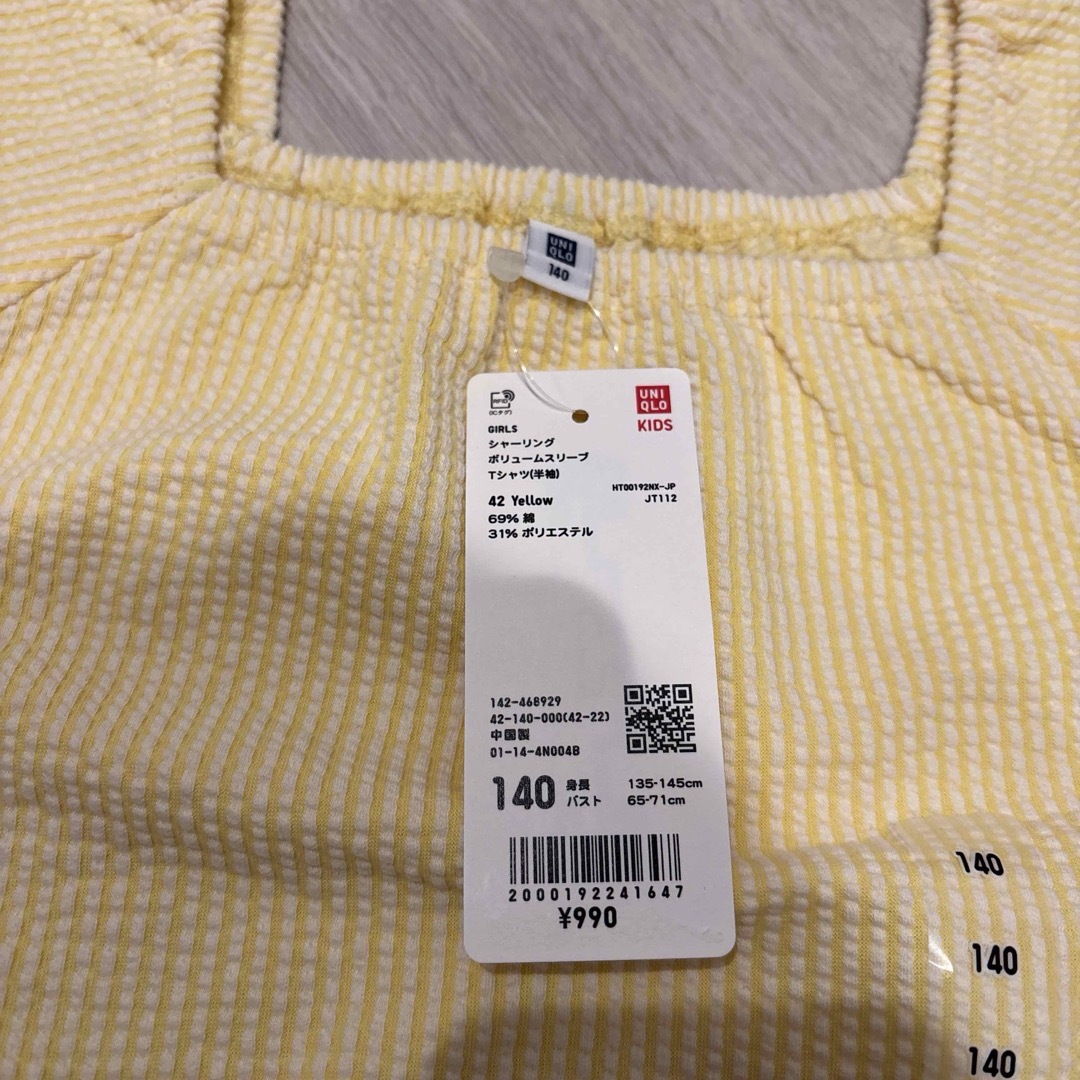 UNI
QLO
140
RFID
(ICタグ)
UNI
QLO
KIDS
GIRLS
シャーリング
ボリュームスリーブ
Tシャツ(半袖)
HT00192NX-JP
42 Yellow
JT112
69% 綿
31% ポリエステル
142-468929
42-140-000(42-22)
中国製
01-14-4N004B
140 身長 135-145cm
バスト 65-71cm
2000192241647
¥990
140
140
140